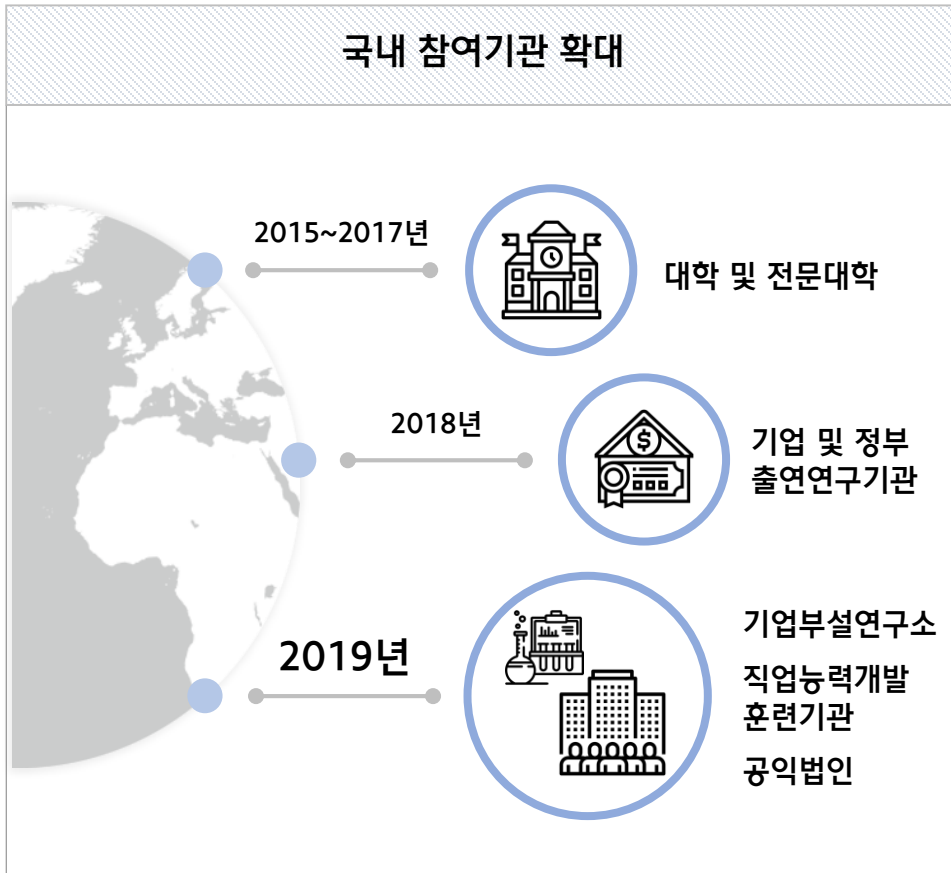 국내 참여기관 확대
2015~2017년
대학 및 전문대학
2018년
기업 및 정부
출연연구기관
2019년
기업부설연구소
직업능력개발
훈련기관
공익법인